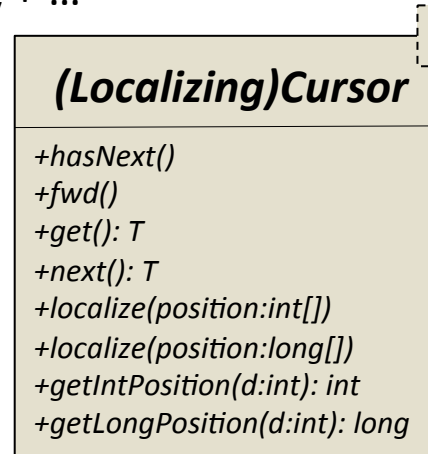 (Localizing)Cursor
+hasNext()
+fwd()
+get(): T
+next(): T
+localize(position:int[])
+localize(position:long[])
+getIntPosition(d:int): int
+getLongPosition(d:int): long